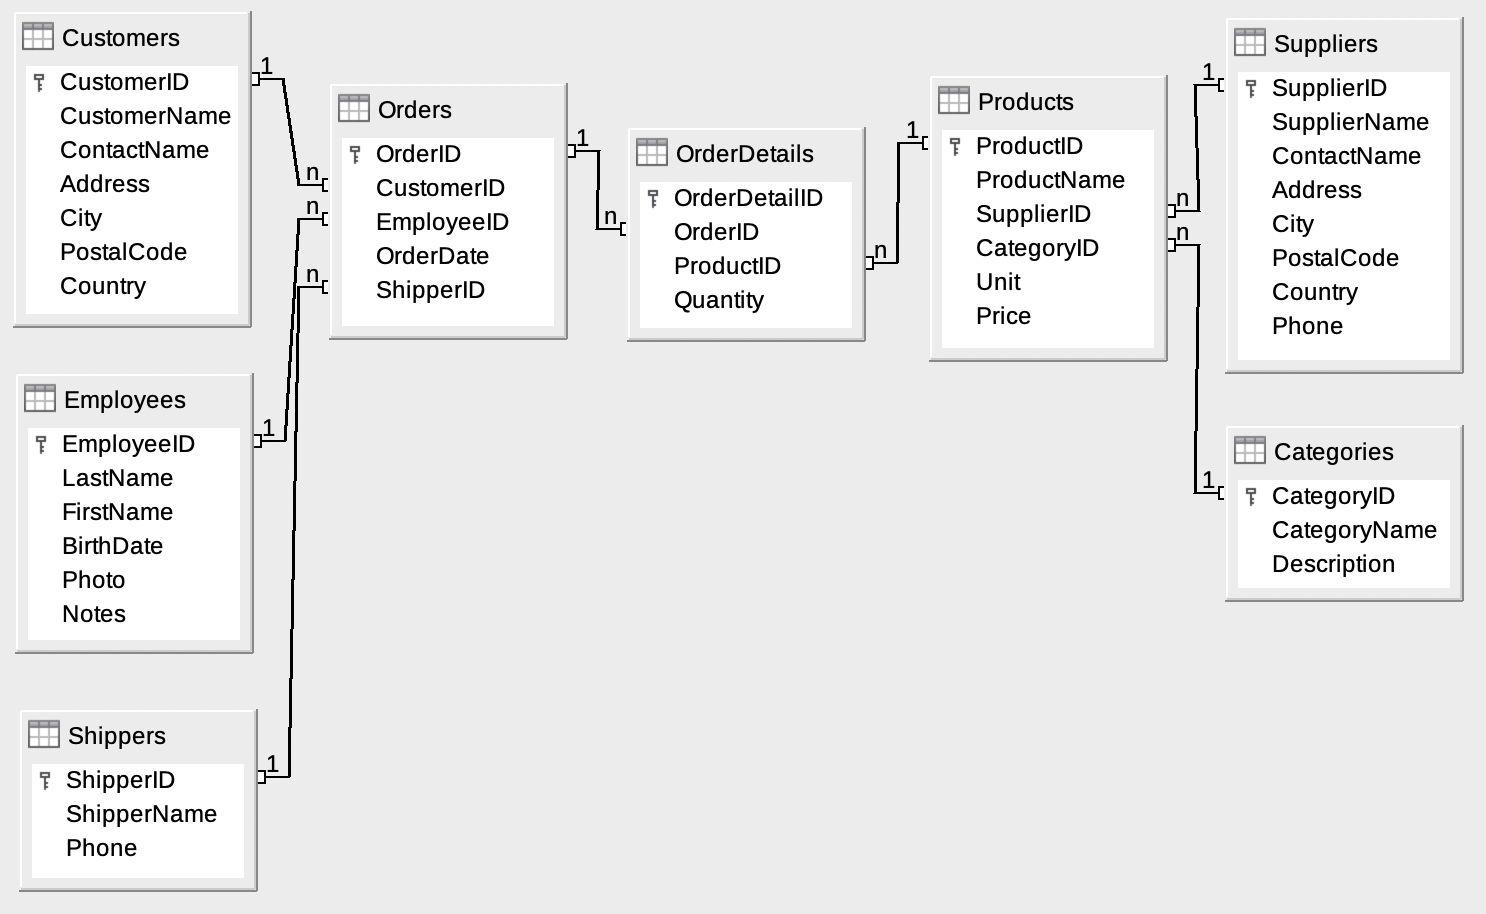 Customers
CustomerID
CustomerName
ContactName
Address
City
PostalCode
Country
1
n
n
n
Employees
EmployeeID
LastName
FirstName
BirthDate
Photo
Notes
1
Shippers
ShipperID
ShipperName
Phone
1
Orders
OrderID
CustomerID
EmployeeID
OrderDate
ShipperID
1
n
OrderDetails
OrderDetailID
OrderID
ProductID
Quantity
1
n
Products
ProductID
ProductName
SupplierID
CategoryID
Unit
Price
1
n
n
1
Suppliers
SupplierID
SupplierName
ContactName
Address
City
PostalCode
Country
Phone
Categories
CategoryID
CategoryName
Description